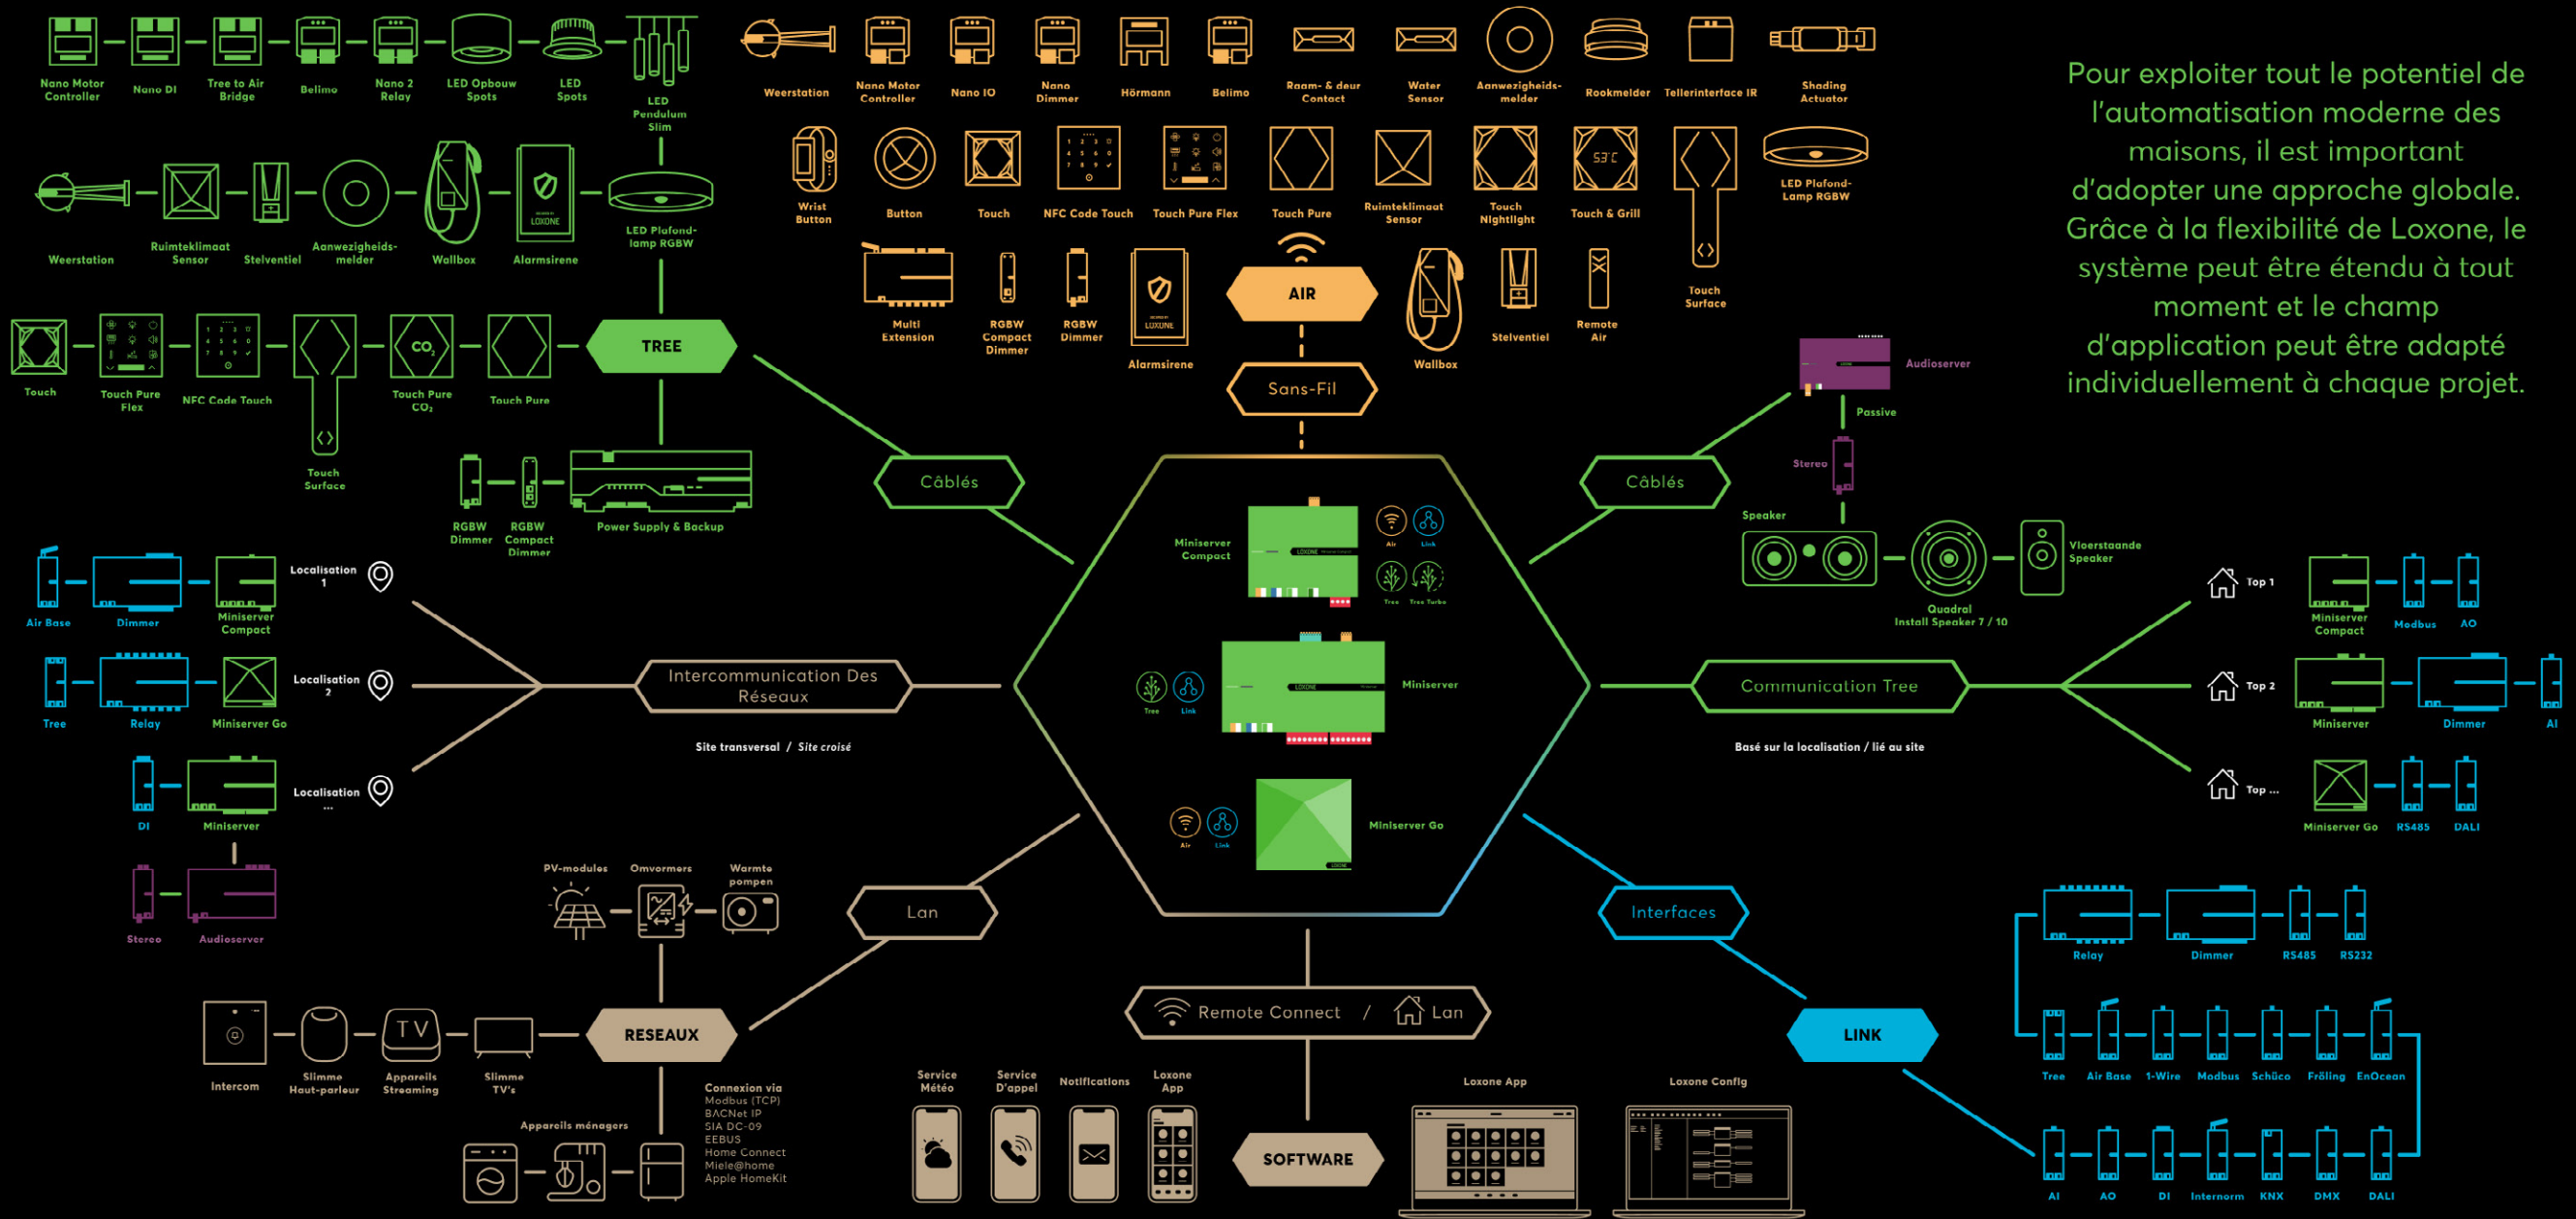 Nano Motor
Controller
Nano DI
Tree to Air
Bridge
Belimo
Nano 2
Relay
LED Opbouw
Spots
LED
Spots
LED
Pendulum
Slim
Weerstation
Ruimteklimaat
Sensor
Stelventiel
Aanwezigheids-
melder
Wallbox
LOXONE
Alarmsirene
LED Plafond-
lamp RGBW
Touch
Touch Pure
Flex
NFC Code Touch
Touch
Surface
CO₂
Touch Pure
CO₂
Touch Pure
TREE
RGBW
Dimmer
RGBW
Compact
Dimmer
Power Supply & Backup
Câblés
Weerstation
Nano Motor
Controller
Nano IO
Nano
Dimmer
Hörmann
Belimo
Raam- & deur
Contact
Water
Sensor
Aanwezigheids-
melder
Rookmelder
Tellerinterface IR
Shading
Actuator
Wrist
Button
Button
Touch
NFC Code Touch
Touch Pure Flex
Touch Pure
Ruimteklimaat
Sensor
Touch
Nightlight
53°C
Touch & Grill
Touch
Surface
LED Plafond-
Lamp RGBW
Multi
Extension
RGBW
Compact
Dimmer
RGBW
Dimmer
LOXONE
Alarmsirene
AIR
Wallbox
Stelventiel
Remote
Air
Sans-Fil
Pour exploiter tout le potentiel de
l'automatisation moderne des
maisons, il est important
d'adopter une approche globale.
Grâce à la flexibilité de Loxone, le
système peut être étendu à tout
moment et le champ
d'application peut être adapté
individuellement à chaque projet.
Câblés
Audioserver
Passive
Stereo
Speaker
Quadral
Install Speaker 7 / 10
Vloerstaande
Speaker
Miniserver
Compact
LOXONE
Air
Link
Tree
Tree Turbo
Tree
Link
LOXONE
Miniserver
Air
Link
LOXONE
Miniserver Go
Air Base
Dimmer
Miniserver
Compact
Localisation
1
Tree
Relay
Miniserver Go
Localisation
2
DI
Miniserver
Localisation
...
Stereo
Audioserver
Intercommunication Des
Réseaux
Site transversal / Site croisé
Communication Tree
Basé sur la localisation / lié au site
Top 1
Miniserver
Compact
Modbus
AO
Top 2
Miniserver
Dimmer
AI
Top ...
Miniserver Go
RS485
DALI
Lan
PV-modules
Omvormers
Warmte
pompen
Intercom
Slimme
Haut-parleur
TV
Appareils
Streaming
Slimme
TV's
RESEAUX
Appareils ménagers
Connexion via
Modbus (TCP)
BACNet IP
SIA DC-09
EEBUS
Home Connect
Miele@home
Apple HomeKit
Remote Connect / Lan
Service
Météo
Service
D'appel
Notifications
Loxone
App
SOFTWARE
Loxone App
Loxone Config
Interfaces
LINK
Relay
Dimmer
RS485
RS232
Tree
Air Base
1-Wire
Modbus
Schüco
Fröling
EnOcean
AI
AO
DI
Internorm
KNX
DMX
DALI